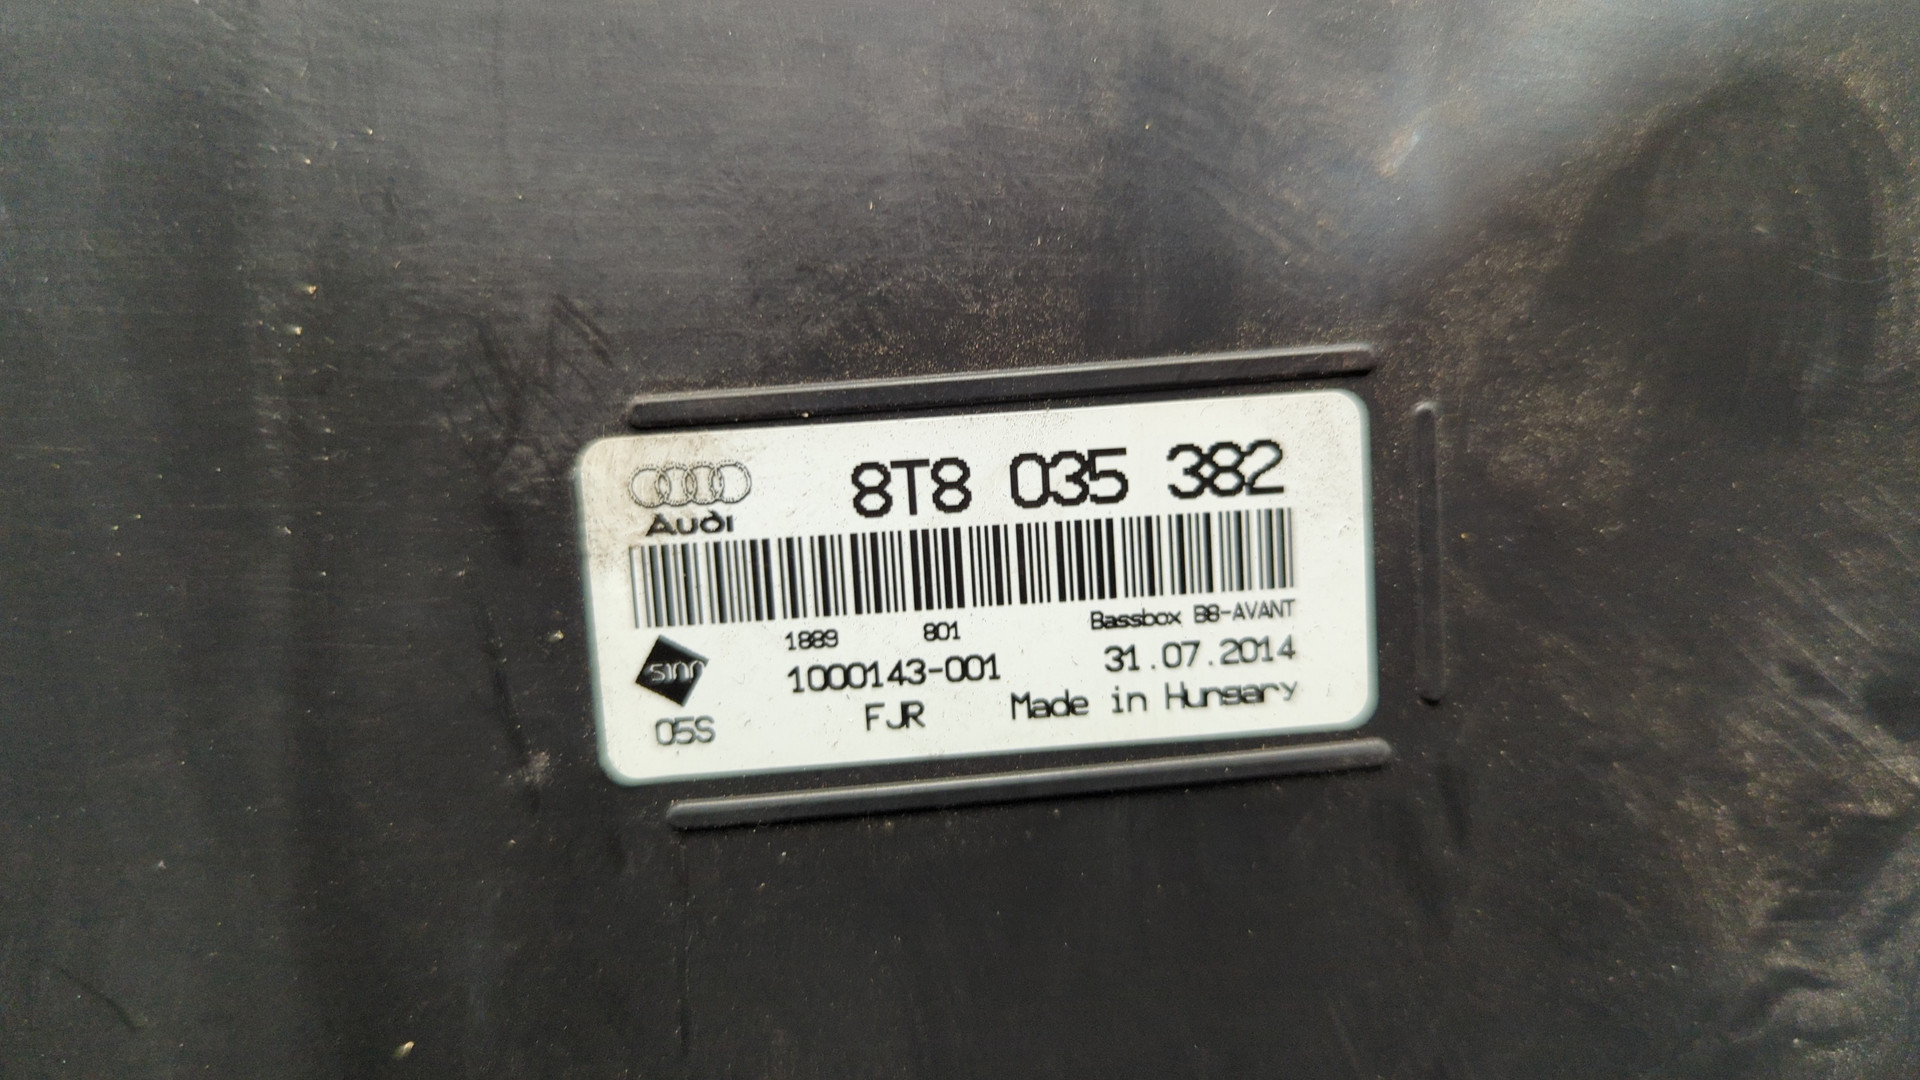 8T8 035 382
Audi
1889 801 Bassbox B8-AVANT
1000143-001 31.07.2014
FJR Made in Hungary
05S